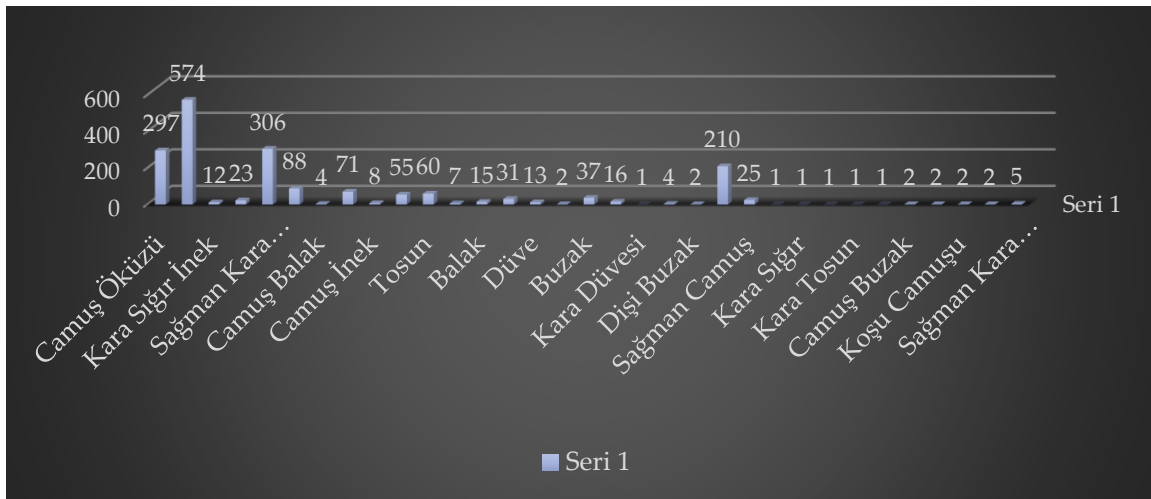 600
400
200
0
297
574
12
23
306
88
4
71
8
55
60
7
15
31
13
2
37
16
1
4
2
210
25
1
1
1
1
1
2
2
2
2
5
Seri 1
Camuş Öküzü
Kara Sığır İnek
Sağman Kara…
Camuş Balak
Camuş İnek
Tosun
Balak
Düve
Buzak
Kara Düvesi
Dişi Buzak
Sağman Camuş
Kara Sığır
Kara Tosun
Camuş Buzak
Koşu Camuşu
Sağman Kara…
Seri 1